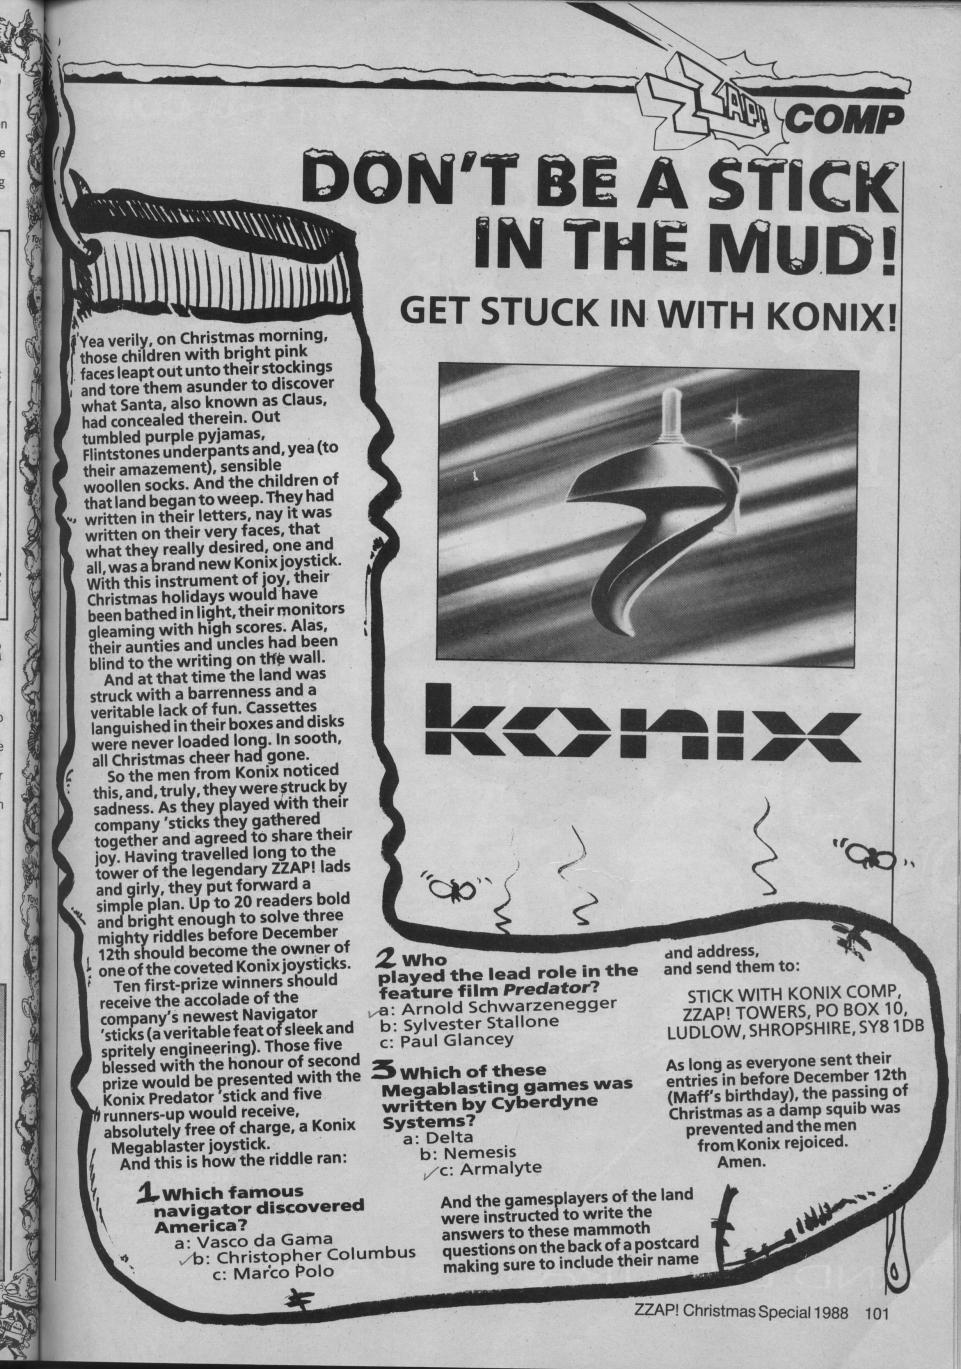 ZZAP! COMP
DON'T BE A STICK
IN THE MUD!
GET STUCK IN WITH KONIX!
Yea verily, on Christmas morning,
those children with bright pink
faces leapt out unto their stockings
and tore them asunder to discover
what Santa, also known as Claus,
had concealed therein. Out
tumbled purple pyjamas,
Flintstones underpants and, yea (to
their amazement), sensible
woollen socks. And the children of
that land began to weep. They had
written in their letters, nay it was
written on their very faces, that
what they really desired, one and
all, was a brand new Konix joystick.
With this instrument of joy, their
Christmas holidays would have
been bathed in light, their monitors
gleaming with high scores. Alas,
their aunties and uncles had been
blind to the writing on the wall.
And at that time the land was
struck with a barrenness and a
veritable lack of fun. Cassettes
languished in their boxes and disks
were never loaded long. In sooth,
all Christmas cheer had gone.
So the men from Konix noticed
this, and, truly, they were struck by
sadness. As they played with their
company 'sticks they gathered
together and agreed to share their
joy. Having travelled long to the
tower of the legendary ZZAP! lads
and girly, they put forward a
simple plan. Up to 20 readers bold
and bright enough to solve three
mighty riddles before December
12th should become the owner of
one of the coveted Konix joysticks.
Ten first-prize winners should
receive the accolade of the
company's newest Navigator
'sticks (a veritable feat of sleek and
spritely engineering). Those five
blessed with the honour of second
prize would be presented with the
Konix Predator 'stick and five
runners-up would receive,
absolutely free of charge, a Konix
Megablaster joystick.
And this is how the riddle ran:
1 Which famous
navigator discovered
America?
a: Vasco da Gama
b: Christopher Columbus
c: Marco Polo
konix
2 Who
played the lead role in the
feature film Predator?
a: Arnold Schwarzenegger
b: Sylvester Stallone
c: Paul Glancey
3 Which of these
Megablasting games was
written by Cyberdyne
Systems?
a: Delta
b: Nemesis
c: Armalyte
And the gamesplayers of the land
were instructed to write the
answers to these mammoth
questions on the back of a postcard
making sure to include their name
and address,
and send them to:
STICK WITH KONIX COMP,
ZZAP! TOWERS, PO BOX 10,
LUDLOW, SHROPSHIRE, SY8 1DB
As long as everyone sent their
entries in before December 12th
(Maff's birthday), the passing of
Christmas as a damp squib was
prevented and the men
from Konix rejoiced.
Amen.
ZZAP! Christmas Special 1988 101